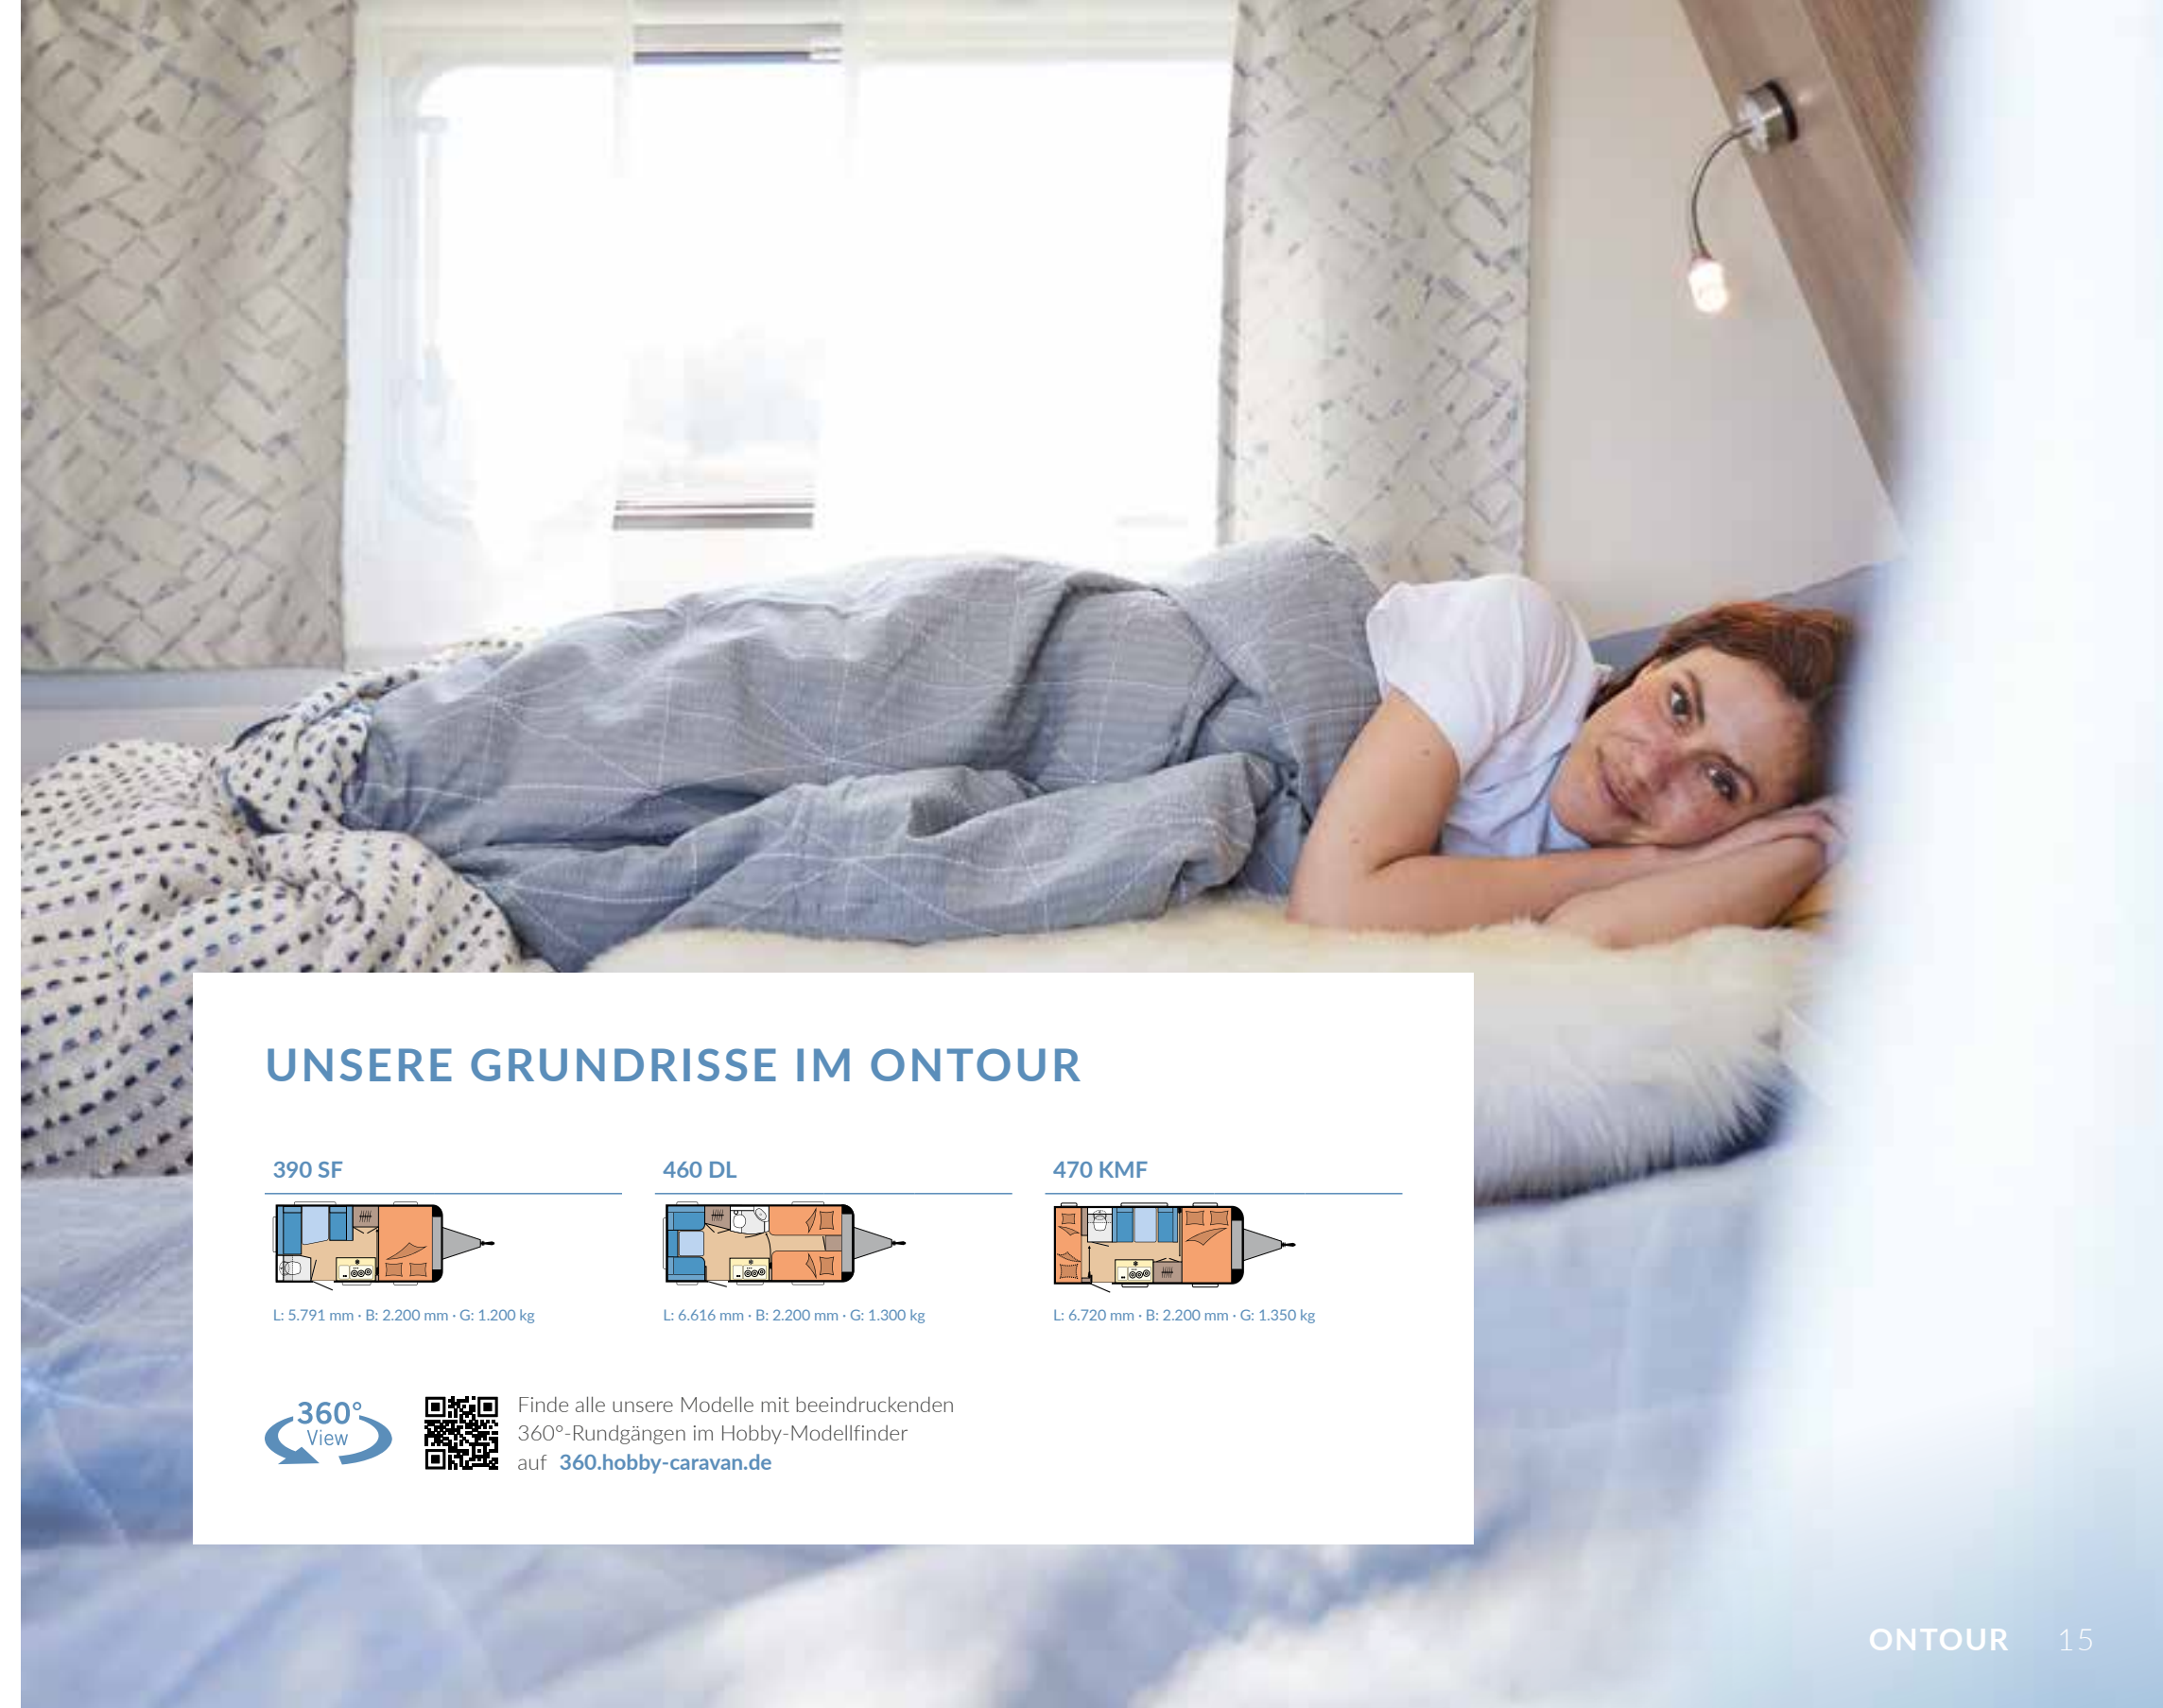 UNSERE GRUNDRISSE IM ONTOUR
390 SF
460 DL
470 KMF
L: 5.791 mm · B: 2.200 mm · G: 1.200 kg
L: 6.616 mm · B: 2.200 mm · G: 1.300 kg
L: 6.720 mm · B: 2.200 mm · G: 1.350 kg
360°
View
Finde alle unsere Modelle mit beeindruckenden
360°-Rundgängen im Hobby-Modellfinder
auf 360.hobby-caravan.de
ONTOUR 15